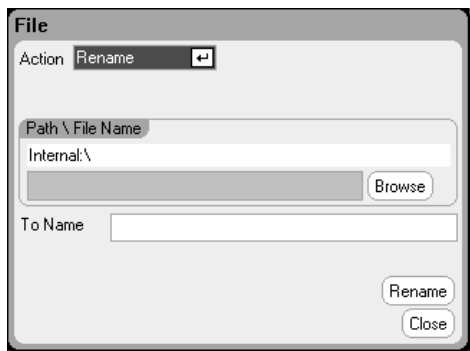 File
Action Rename
Path \ File Name
Internal:\
Browse
To Name
Rename
Close